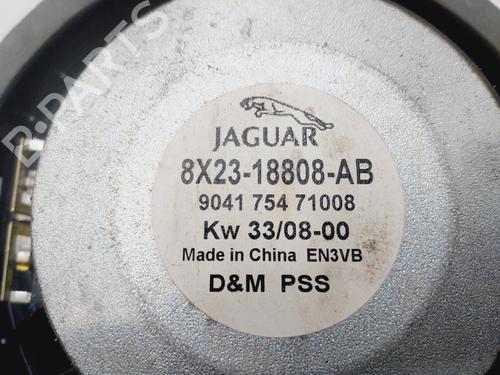 B-PARTS
JAGUAR
8X23-18808-AB
9041 754 71008
Kw 33/08-00
Made in China EN3VB
D&M PSS